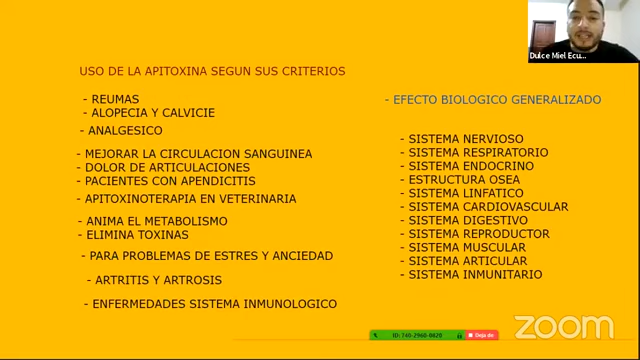 Dulce Miel Ecu...
USO DE LA APITOXINA SEGUN SUS CRITERIOS
- REUMAS
- ALOPECIA Y CALVICIE
- ANALGESICO
- MEJORAR LA CIRCULACION SANGUINEA
- DOLOR DE ARTICULACIONES
- PACIENTES CON APENDICITIS
- APITOXINOTERAPIA EN VETERINARIA
- ANIMA EL METABOLISMO
- ELIMINA TOXINAS
- PARA PROBLEMAS DE ESTRES Y ANCIEDAD
- ARTRITIS Y ARTROSIS
- ENFERMEDADES SISTEMA INMUNOLOGICO
- EFECTO BIOLOGICO GENERALIZADO
- SISTEMA NERVIOSO
- SISTEMA RESPIRATORIO
- SISTEMA ENDOCRINO
- ESTRUCTURA OSEA
- SISTEMA LINFATICO
- SISTEMA CARDIOVASCULAR
- SISTEMA DIGESTIVO
- SISTEMA REPRODUCTOR
- SISTEMA MUSCULAR
- SISTEMA ARTICULAR
- SISTEMA INMUNITARIO
ID: 740-2960-0820
Deja de
zoom